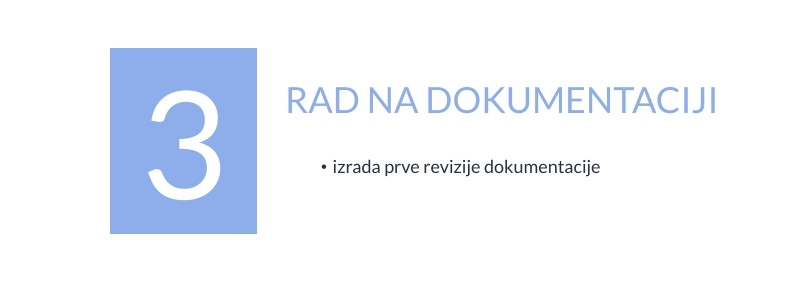 3
RAD NA DOKUMENTACIJI
• izrada prve revizije dokumentacije